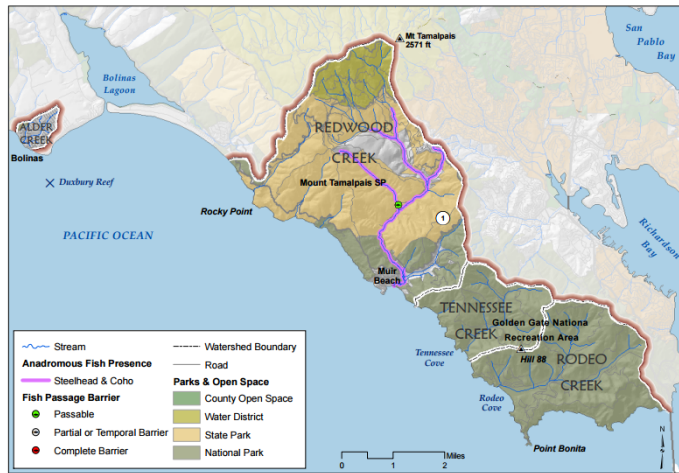 Mt Tamalpais
2571 ft
San
Pablo
Bay
Bolinas
Lagoon
ALDER
CREEK
Bolinas
REDWOOD
CREEK
Duxbury Reef
Mount Tamalpais SP
Rocky Point
1
PACIFIC OCEAN
Richardson
Bay
Muir
Beach
TENNESSEE
CREEK
Golden Gate Nationa
Recreation Area
Tennessee
Cove
Hill 88
RODEO
CREEK
Rodeo
Cove
Point Bonita
Stream
Anadromous Fish Presence
Steelhead & Coho
Fish Passage Barrier
Passable
Partial or Temporal Barrier
Complete Barrier
Watershed Boundary
Road
Parks & Open Space
County Open Space
Water District
State Park
National Park
Miles
0 1 2
N